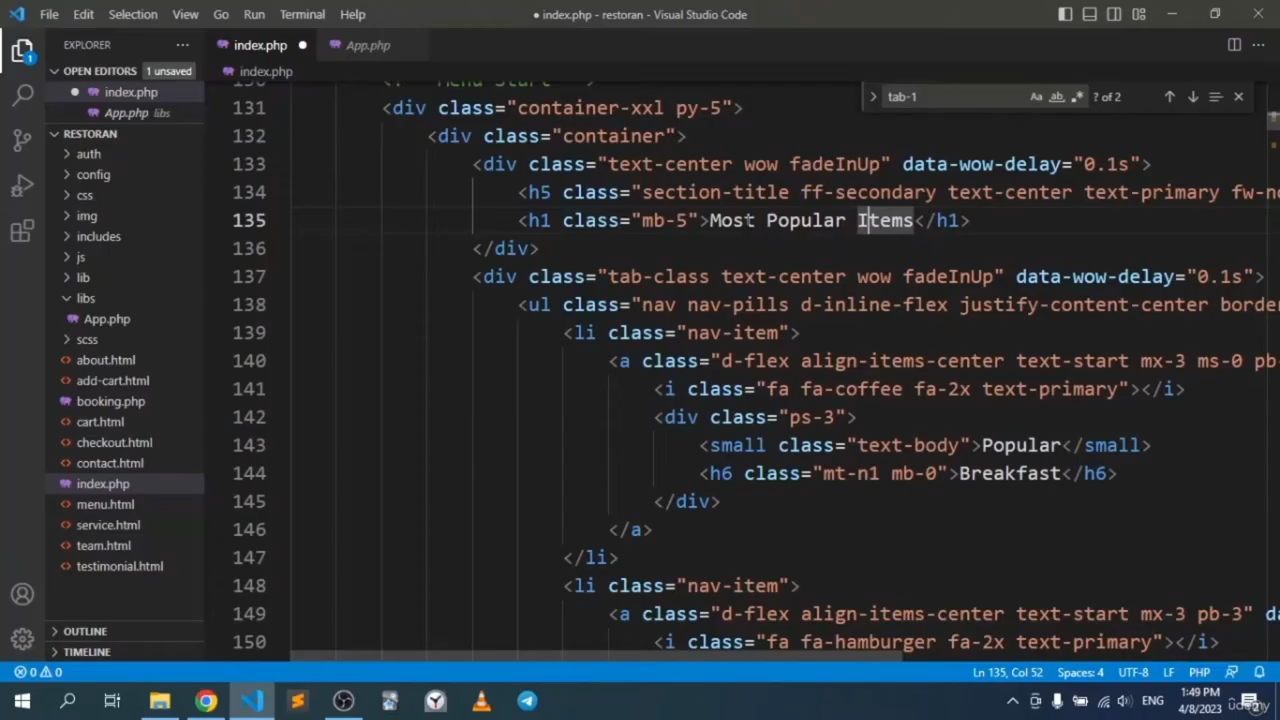 File Edit Selection View Go Run Terminal Help
● index.php - restoran - Visual Studio Code
EXPLORER ···
index.php ●
App.php
OPEN EDITORS 1 unsaved
index.php
● index.php
App.php libs
RESTORAN
auth
config
css
img
includes
js
lib
libs
App.php
scss
about.html
add-cart.html
booking.php
cart.html
checkout.html
contact.html
index.php
menu.html
service.html
team.html
testimonial.html
OUTLINE
TIMELINE
tab-1
Aa ab .* ? of 2
131 <div class="container-xxl py-5">
132 <div class="container">
133 <div class="text-center wow fadeInUp" data-wow-delay="0.1s">
134 <h5 class="section-title ff-secondary text-center text-primary fw-no
135 <h1 class="mb-5">Most Popular Items</h1>
136 </div>
137 <div class="tab-class text-center wow fadeInUp" data-wow-delay="0.1s">
138 <ul class="nav nav-pills d-inline-flex justify-content-center border
139 <li class="nav-item">
140 <a class="d-flex align-items-center text-start mx-3 ms-0 pb-
141 <i class="fa fa-coffee fa-2x text-primary"></i>
142 <div class="ps-3">
143 <small class="text-body">Popular</small>
144 <h6 class="mt-n1 mb-0">Breakfast</h6>
145 </div>
146 </a>
147 </li>
148 <li class="nav-item">
149 <a class="d-flex align-items-center text-start mx-3 pb-3" da
150 <i class="fa fa-hamburger fa-2x text-primary"></i>
0 0
Ln 135, Col 52 Spaces: 4 UTF-8 LF PHP
ENG
1:49 PM
4/8/2023
udemy